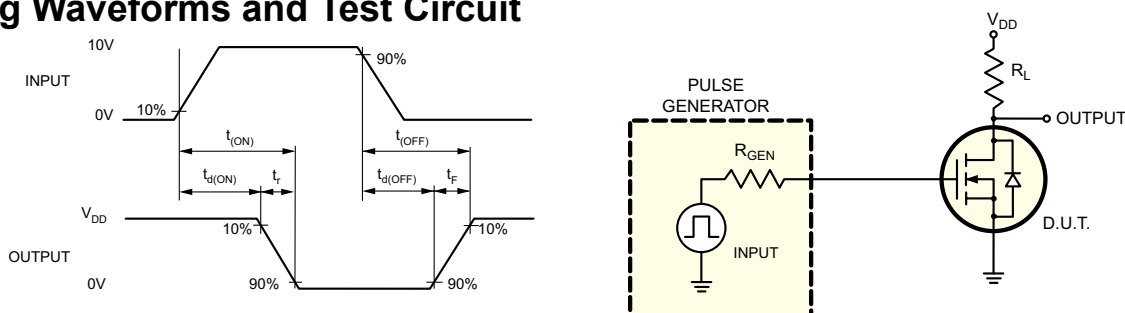 g Waveforms and Test Circuit
10V
INPUT
0V
10%
90%
t(ON)
t(OFF)
td(ON)
tr
td(OFF)
tF
VDD
OUTPUT
0V
10%
90%
10%
90%
VDD
RL
OUTPUT
PULSE
GENERATOR
RGEN
INPUT
D.U.T.